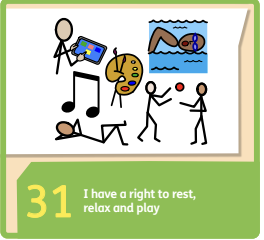 31
I have a right to rest,
relax and play